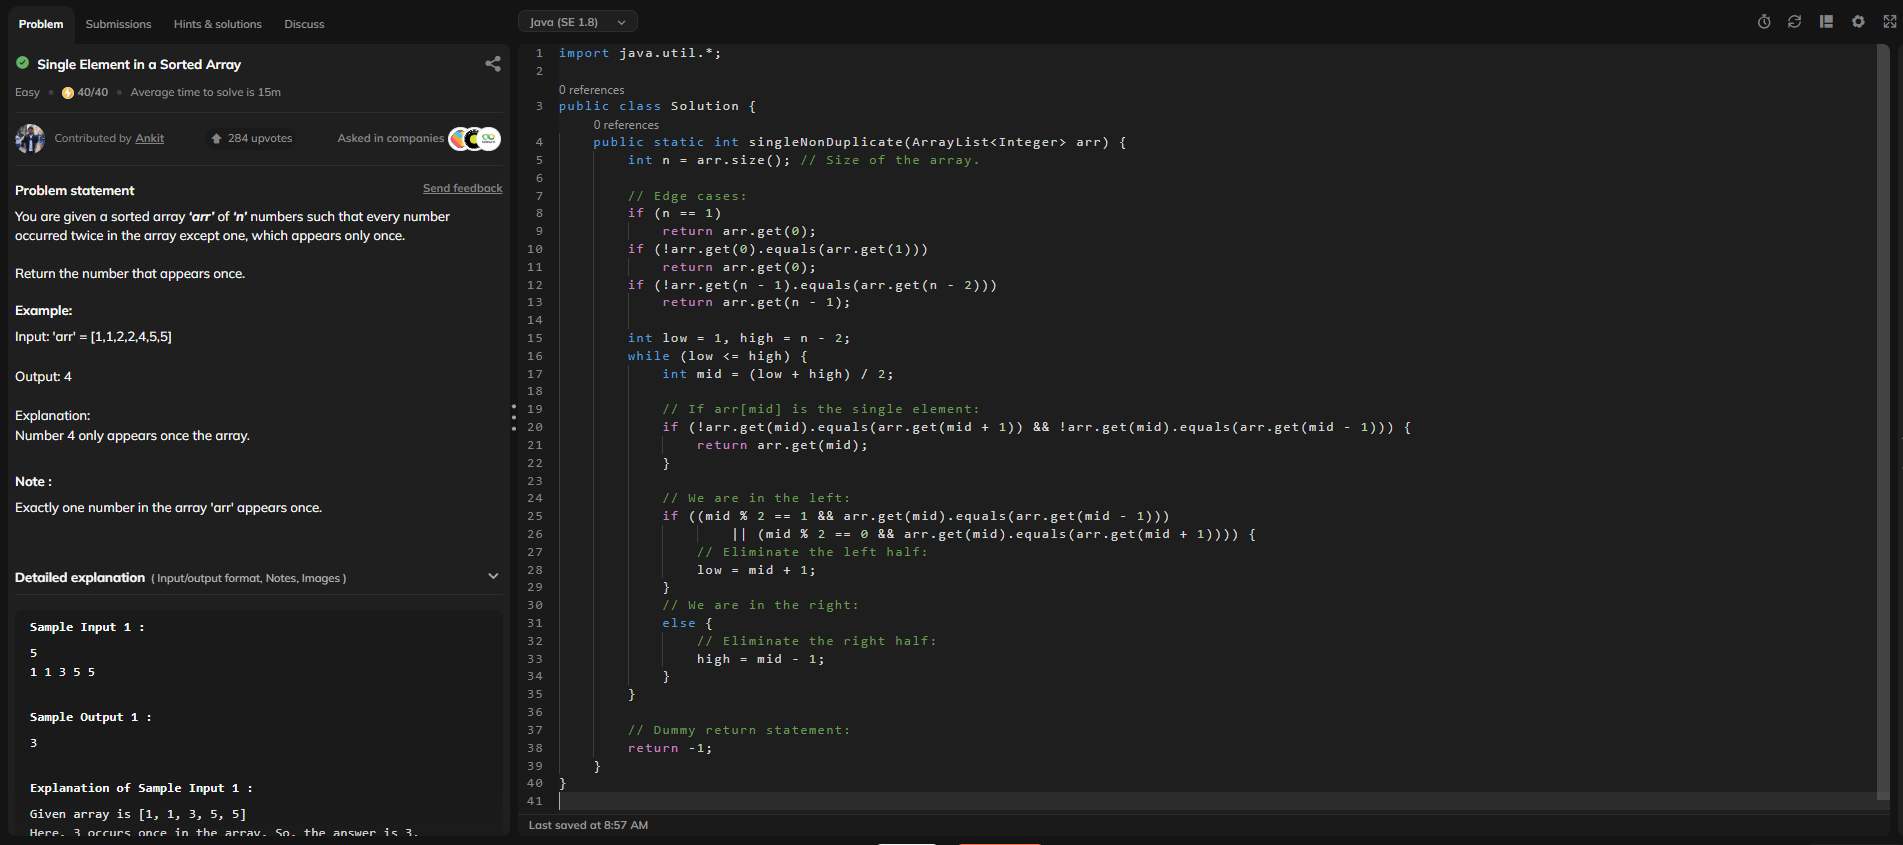 Problem
Submissions
Hints & solutions
Discuss
Single Element in a Sorted Array
Easy
40/40
Average time to solve is 15m
Contributed by Ankit
284 upvotes
Asked in companies
Problem statement
Send feedback
You are given a sorted array ‘arr’ of ‘n’ numbers such that every number
occurred twice in the array except one, which appears only once.
Return the number that appears once.
Example:
Input: 'arr' = [1,1,2,2,4,5,5]
Output: 4
Explanation:
Number 4 only appears once the array.
Note :
Exactly one number in the array 'arr' appears once.
Detailed explanation ( Input/output format, Notes, Images )
Sample Input 1 :
5
1 1 3 5 5
Sample Output 1 :
3
Explanation of Sample Input 1 :
Given array is [1, 1, 3, 5, 5]
Here, 3 occurs once in the array. So, the answer is 3.
Java (SE 1.8)
1 import java.util.*;
2
0 references
3 public class Solution {
0 references
4 public static int singleNonDuplicate(ArrayList<Integer> arr) {
5 int n = arr.size(); // Size of the array.
6
7 // Edge cases:
8 if (n == 1)
9 return arr.get(0);
10 if (!arr.get(0).equals(arr.get(1)))
11 return arr.get(0);
12 if (!arr.get(n - 1).equals(arr.get(n - 2)))
13 return arr.get(n - 1);
14
15 int low = 1, high = n - 2;
16 while (low <= high) {
17 int mid = (low + high) / 2;
18
19 // If arr[mid] is the single element:
20 if (!arr.get(mid).equals(arr.get(mid + 1)) && !arr.get(mid).equals(arr.get(mid - 1))) {
21 return arr.get(mid);
22 }
23
24 // We are in the left:
25 if ((mid % 2 == 1 && arr.get(mid).equals(arr.get(mid - 1)))
26 || (mid % 2 == 0 && arr.get(mid).equals(arr.get(mid + 1)))) {
27 // Eliminate the left half:
28 low = mid + 1;
29 }
30 // We are in the right:
31 else {
32 // Eliminate the right half:
33 high = mid - 1;
34 }
35 }
36
37 // Dummy return statement:
38 return -1;
39 }
40 }
41
Last saved at 8:57 AM